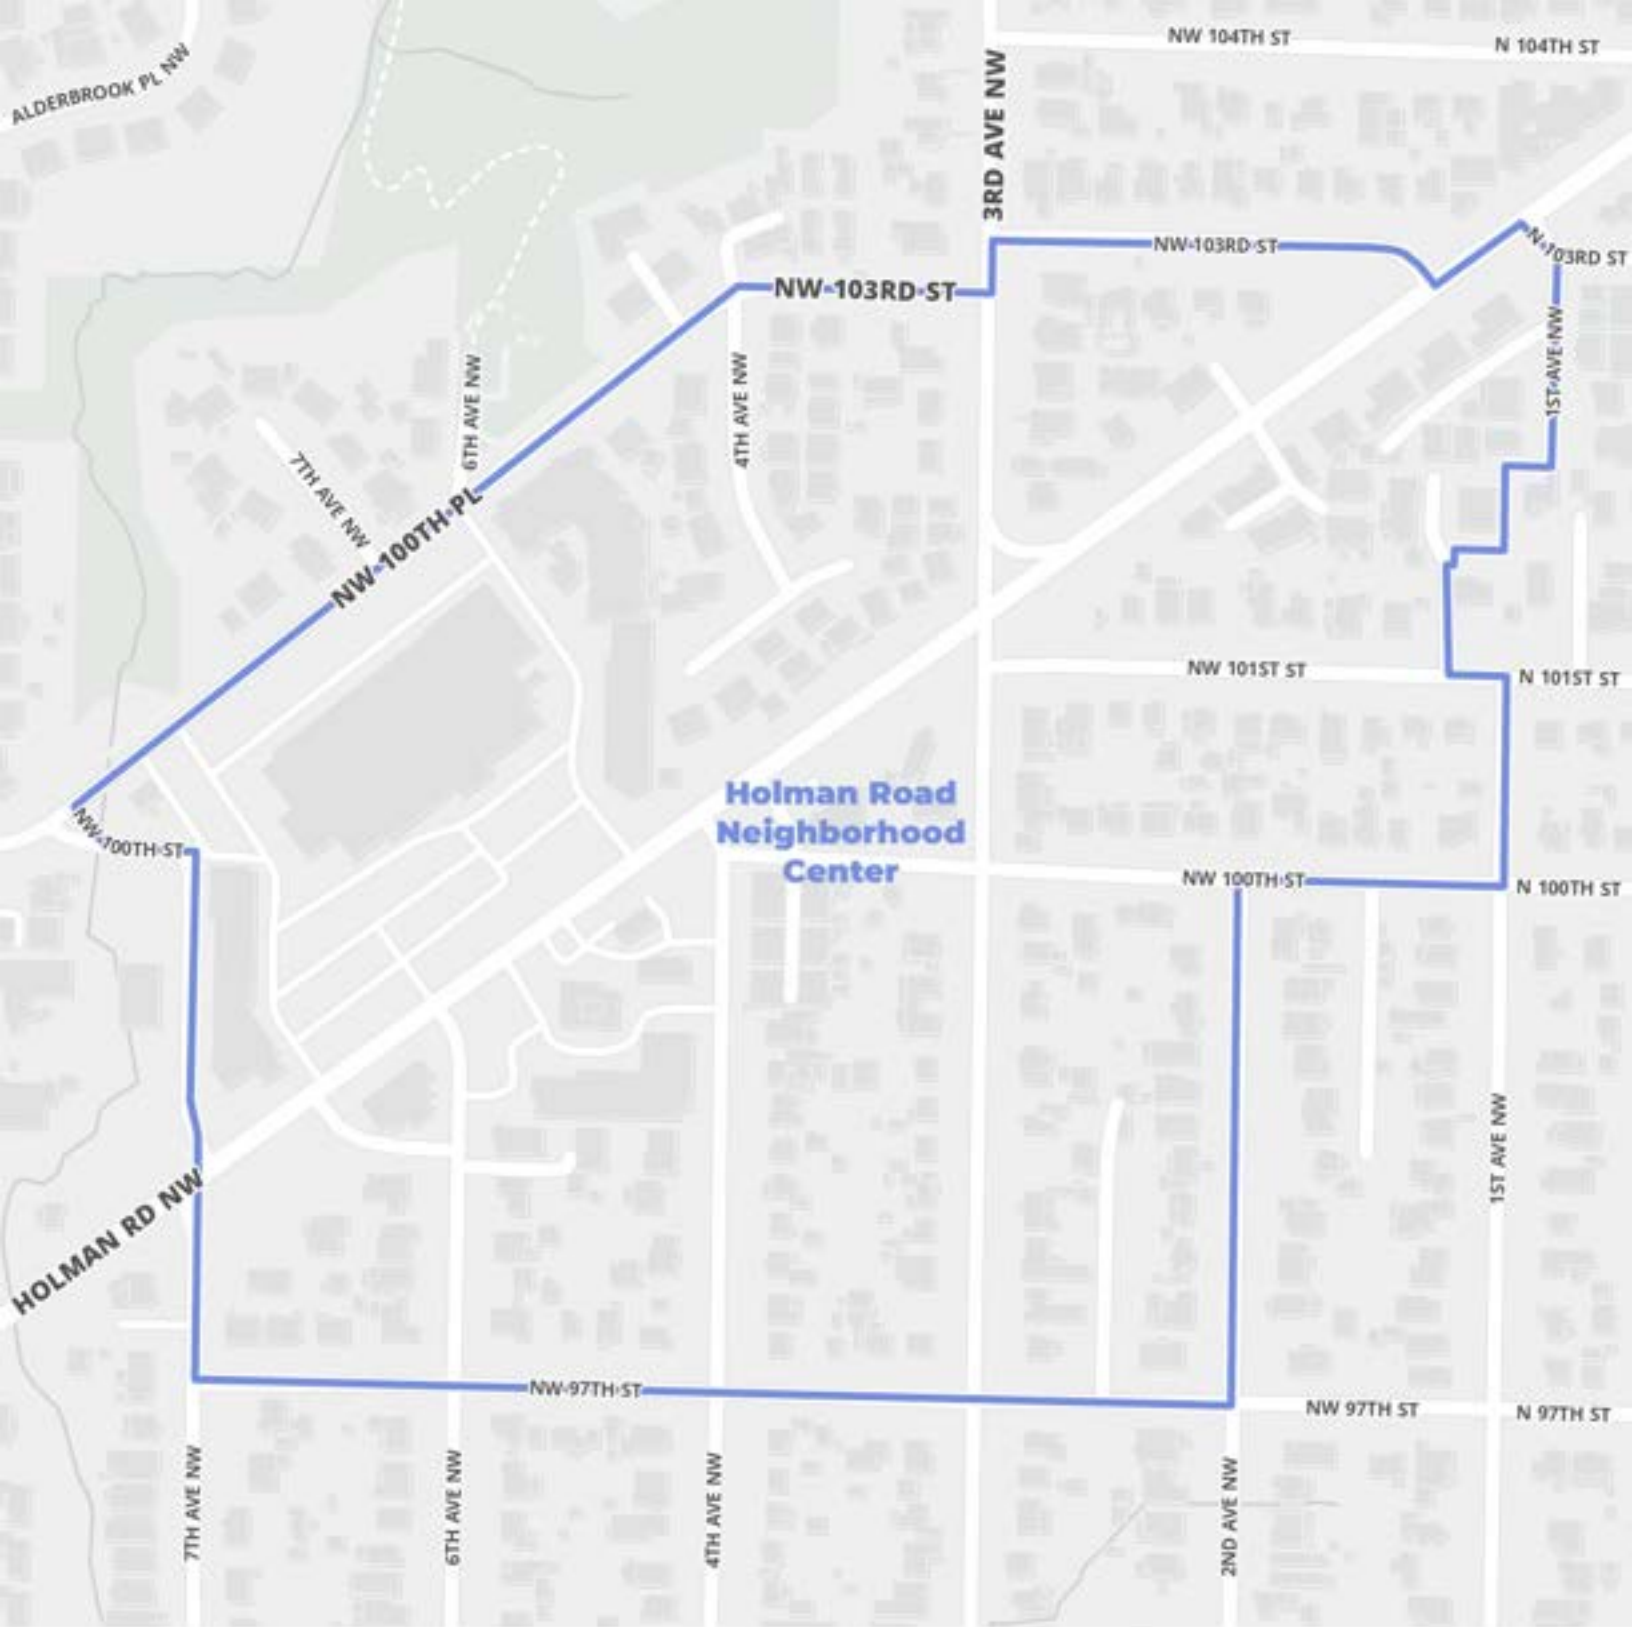 NW 104TH ST
N 104TH ST
ALDERBROOK PL NW
3RD AVE NW
NW 103RD ST
N 103RD ST
NW 103RD ST
1ST AVE NW
4TH AVE NW
6TH AVE NW
7TH AVE NW
NW 100TH PL
NW 101ST ST
N 101ST ST
Holman Road
Neighborhood
Center
NW 100TH ST
NW 100TH ST
N 100TH ST
1ST AVE NW
HOLMAN RD NW
NW 97TH ST
NW 97TH ST
N 97TH ST
7TH AVE NW
6TH AVE NW
4TH AVE NW
2ND AVE NW